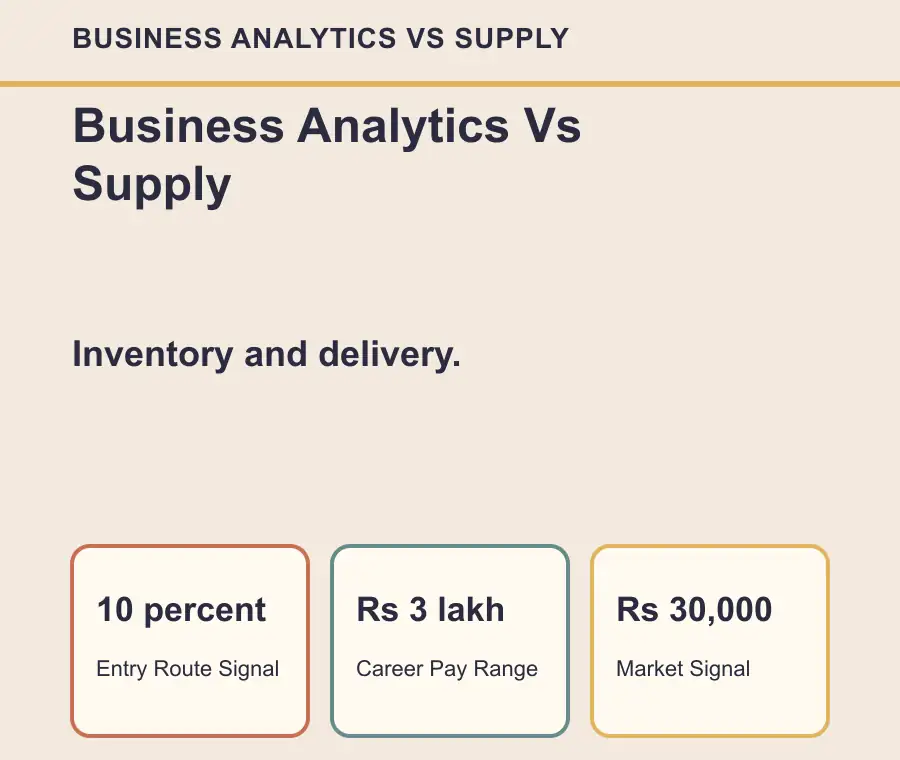 BUSINESS ANALYTICS VS SUPPLY
Business Analytics Vs
Supply
Inventory and delivery.
10 percent
Entry Route Signal
Rs 3 lakh
Career Pay Range
Rs 30,000
Market Signal